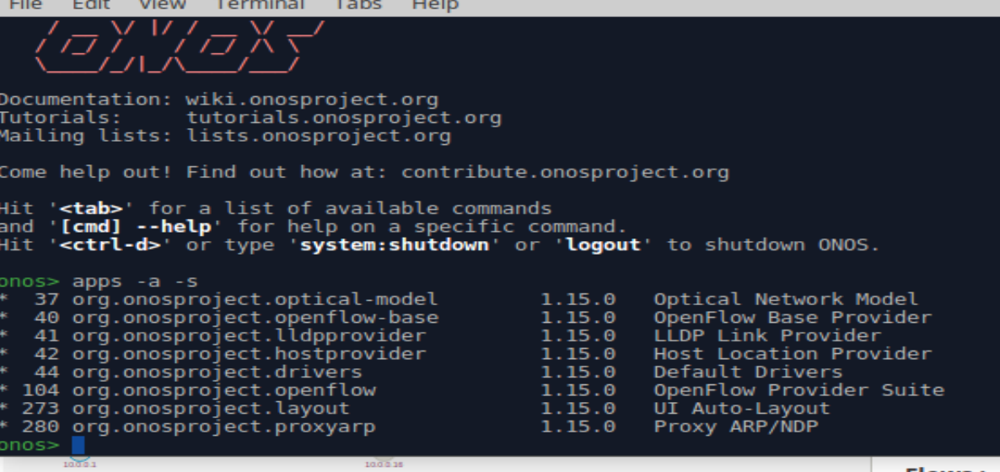 File Edit View Terminal Tabs Help
ONOS
Documentation: wiki.onosproject.org
Tutorials: tutorials.onosproject.org
Mailing lists: lists.onosproject.org
Come help out! Find out how at: contribute.onosproject.org
Hit '<tab>' for a list of available commands
and '[cmd] --help' for help on a specific command.
Hit '<ctrl-d>' or type 'system:shutdown' or 'logout' to shutdown ONOS.
onos> apps -a -s
* 37 org.onosproject.optical-model 1.15.0 Optical Network Model
* 40 org.onosproject.openflow-base 1.15.0 OpenFlow Base Provider
* 41 org.onosproject.lldpprovider 1.15.0 LLDP Link Provider
* 42 org.onosproject.hostprovider 1.15.0 Host Location Provider
* 44 org.onosproject.drivers 1.15.0 Default Drivers
* 104 org.onosproject.openflow 1.15.0 OpenFlow Provider Suite
* 273 org.onosproject.layout 1.15.0 UI Auto-Layout
* 280 org.onosproject.proxyarp 1.15.0 Proxy ARP/NDP
onos>
10.0.0.1 10.0.0.16